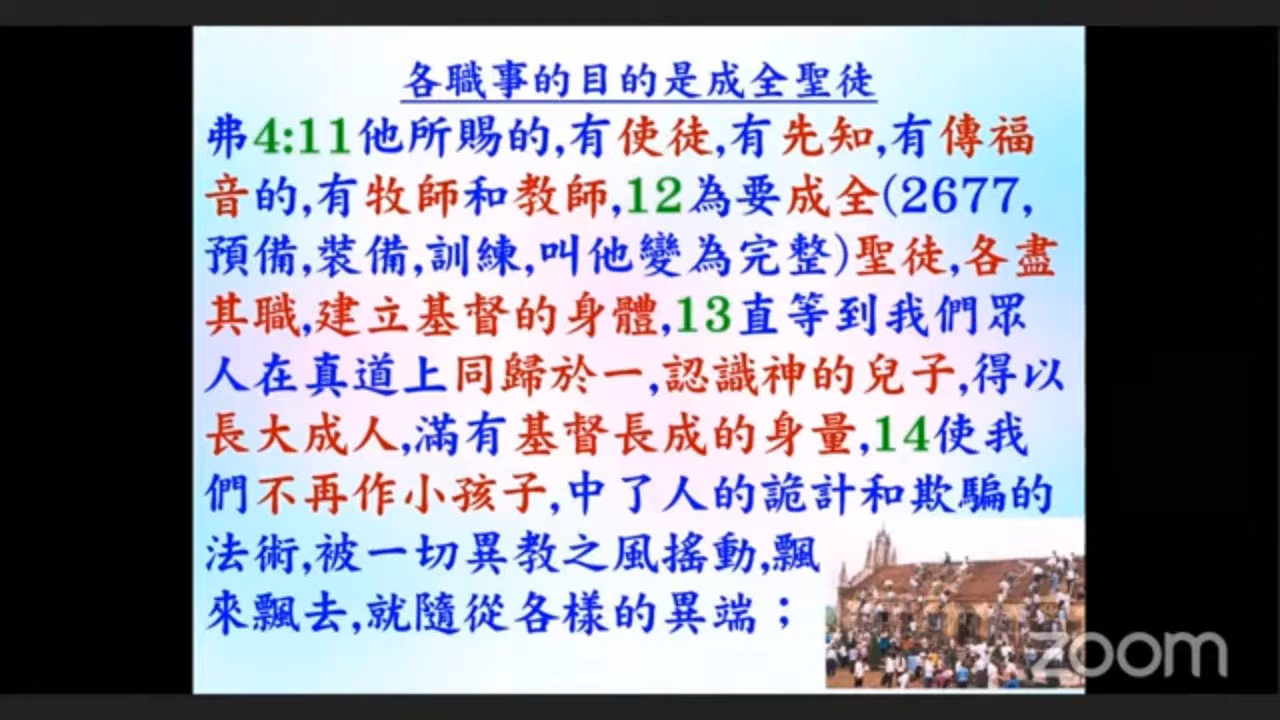 各職事的目的是成全聖徒
弗4:11他所賜的,有使徒,有先知,有傳福
音的,有牧師和教師,12為要成全(2677,
預備,裝備,訓練,叫他變為完整)聖徒,各盡
其職,建立基督的身體,13直等到我們眾
人在真道上同歸於一,認識神的兒子,得以
長大成人,滿有基督長成的身量,14使我
們不再作小孩子,中了人的詭計和欺騙的
法術,被一切異教之風搖動,飄
來飄去,就隨從各樣的異端；
zoom